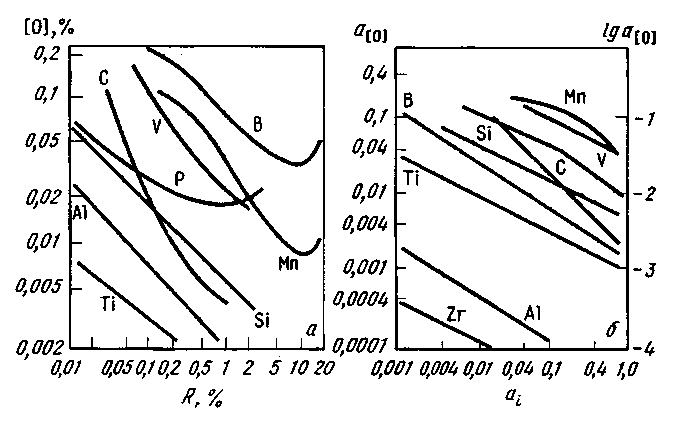 [O],%
0,2
0,1
0,05
0,02
0,01
0,005
0,002
C
V
B
P
Al
Ti
Si
Mn
а
0,01 0,05 0,1 0,2 0,5 1 2 5 10 20
R, %
a[O]
lg a[O]
0,4
0,1
0,04
0,01
0,004
0,001
0,0004
0,0001
-1
-2
-3
-4
B
Si
Mn
V
C
Ti
Zr
Al
б
0,001 0,004 0,01 0,04 0,1 0,4 1,0
ai